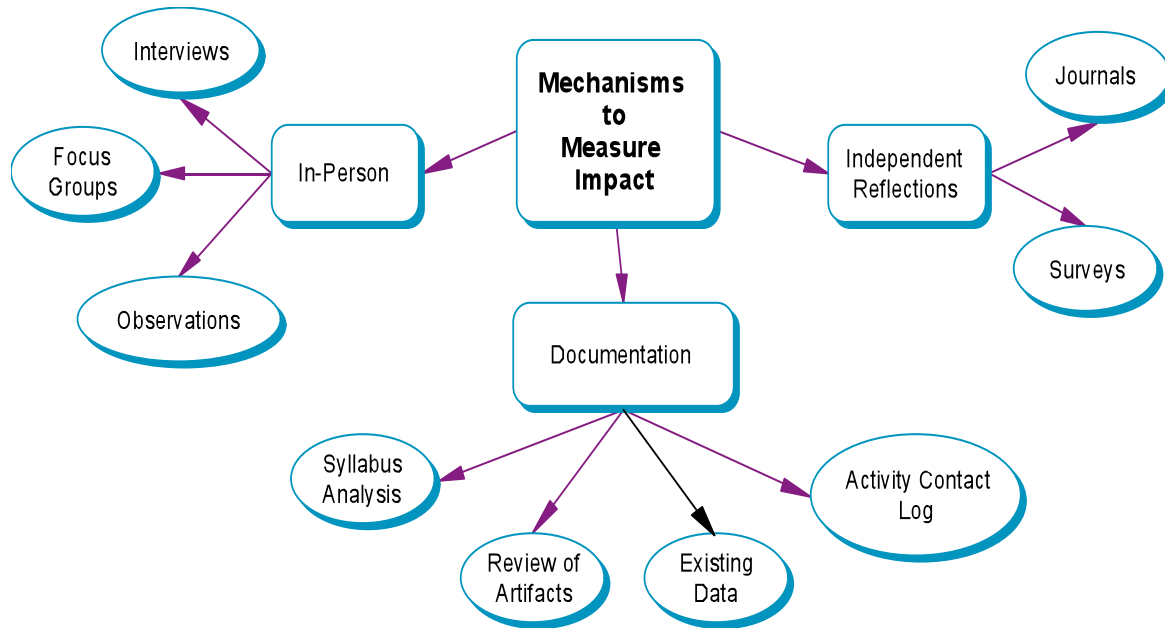 Mechanisms
to
Measure
Impact
In-Person
Interviews
Focus
Groups
Observations
Independent
Reflections
Journals
Surveys
Documentation
Syllabus
Analysis
Review of
Artifacts
Existing
Data
Activity Contact
Log